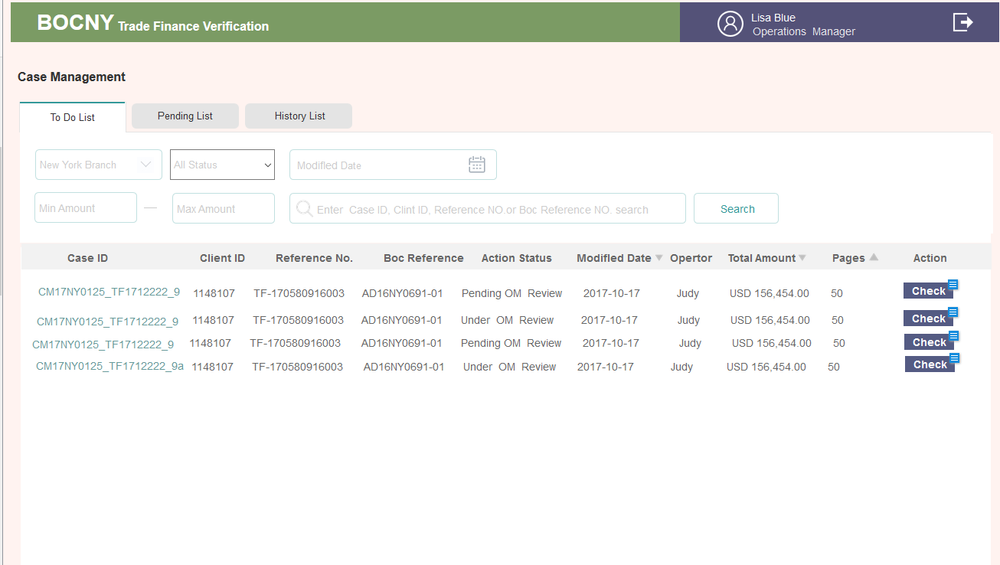 BOCNY Trade Finance Verification
Lisa Blue
Operations Manager
Case Management
To Do List Pending List History List
New York Branch All Status Modified Date
Min Amount — Max Amount Enter Case ID, Clint ID, Reference NO.or Boc Reference NO. search Search
Case ID Client ID Reference No. Boc Reference Action Status Modifled Date Opertor Total Amount Pages Action
CM17NY0125_TF1712222_9 1148107 TF-170580916003 AD16NY0691-01 Pending OM Review 2017-10-17 Judy USD 156,454.00 50 Check
CM17NY0125_TF1712222_9 1148107 TF-170580916003 AD16NY0691-01 Under OM Review 2017-10-17 Judy USD 156,454.00 50 Check
CM17NY0125_TF1712222_9 1148107 TF-170580916003 AD16NY0691-01 Pending OM Review 2017-10-17 Judy USD 156,454.00 50 Check
CM17NY0125_TF1712222_9a 1148107 TF-170580916003 AD16NY0691-01 Under OM Review 2017-10-17 Judy USD 156,454.00 50 Check